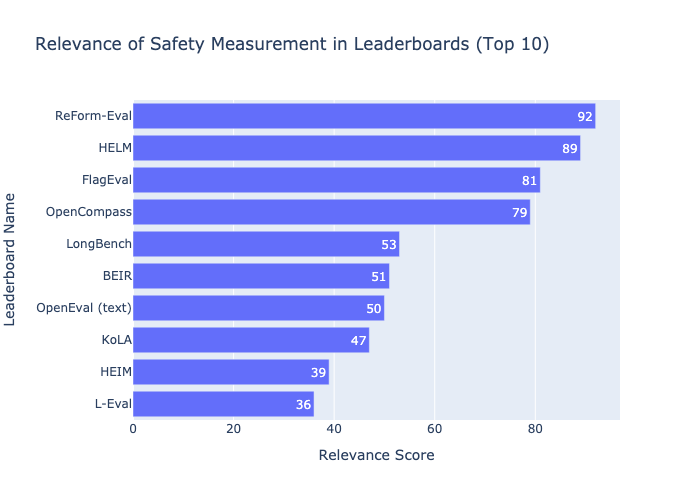 Relevance of Safety Measurement in Leaderboards (Top 10)
Leaderboard Name
ReForm-Eval 92
HELM 89
FlagEval 81
OpenCompass 79
LongBench 53
BEIR 51
OpenEval (text) 50
KoLA 47
HEIM 39
L-Eval 36
0 20 40 60 80
Relevance Score